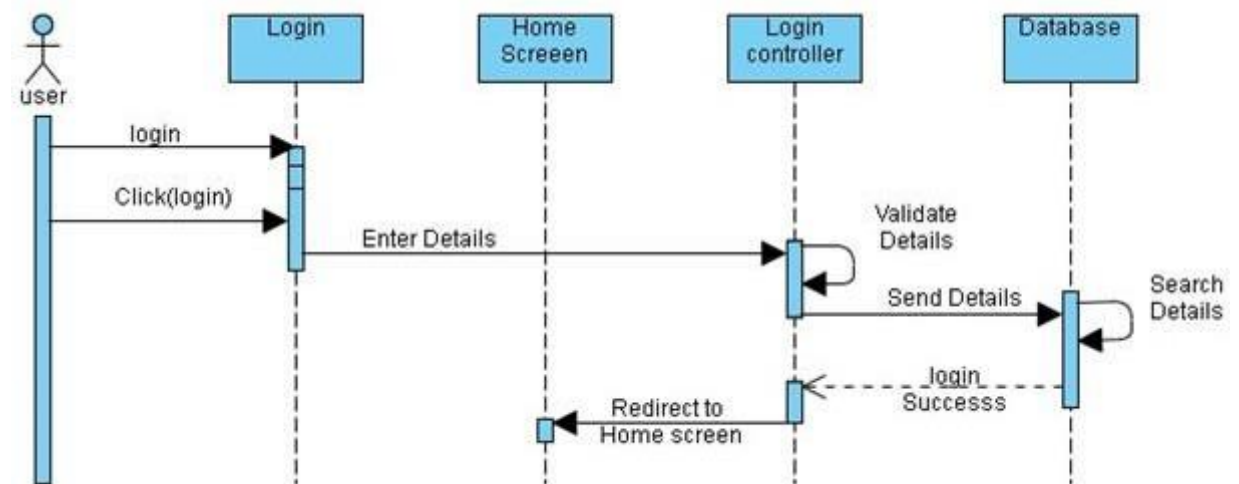 Login
Home
Screeen
Login
controller
Database
user
login
Click(login)
Enter Details
Validate
Details
Send Details
Search
Details
login
Successs
Redirect to
Home screen